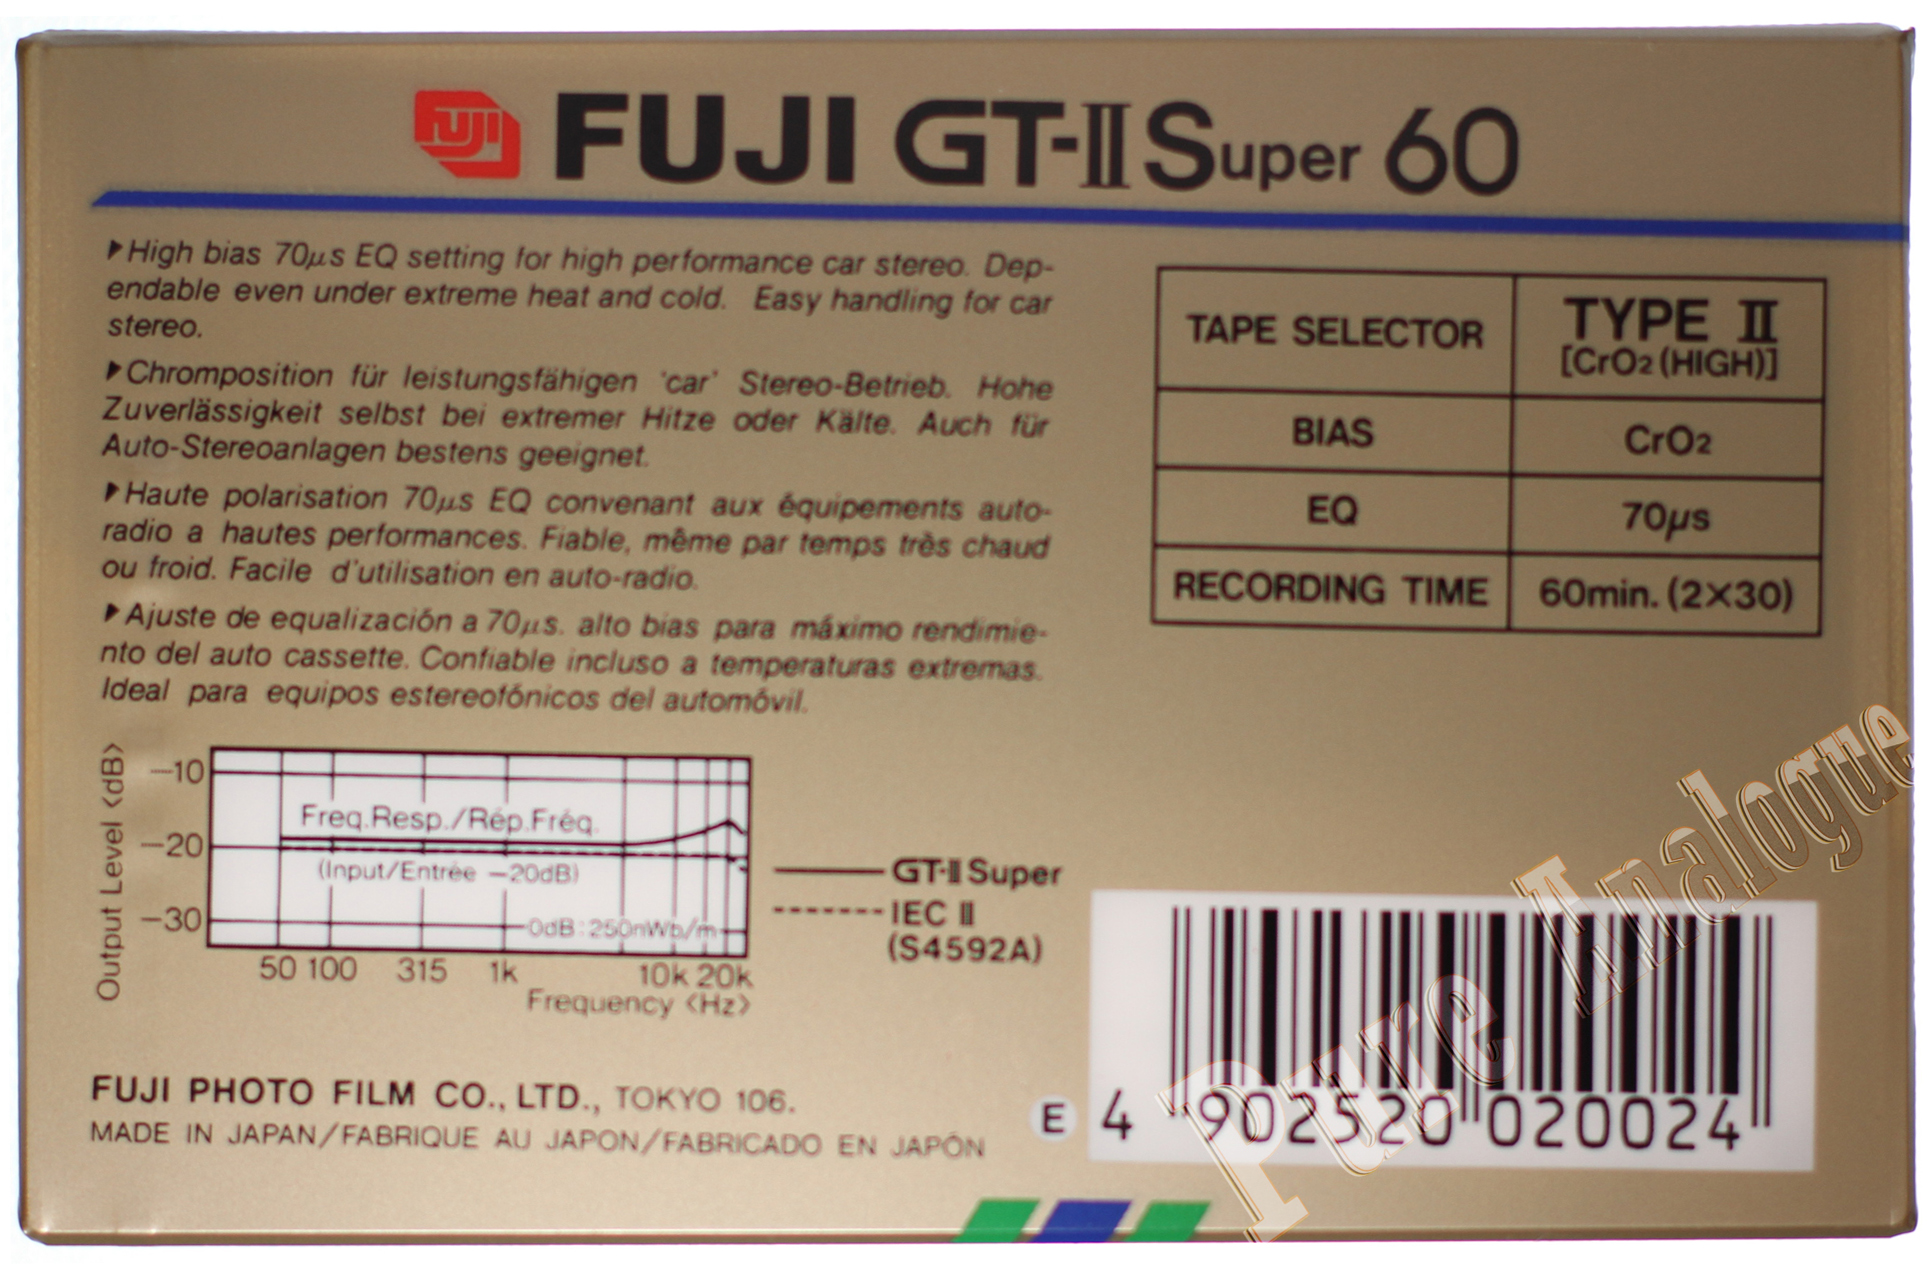 FUJI FUJI GT-II Super 60
▶High bias 70μs EQ setting for high performance car stereo. Dep-
endable even under extreme heat and cold. Easy handling for car
stereo.
▶Chromposition für leistungsfähigen 'car' Stereo-Betrieb. Hohe
Zuverlässigkeit selbst bei extremer Hitze oder Kälte. Auch für
Auto-Stereoanlagen bestens geeignet.
▶Haute polarisation 70μs EQ convenant aux équipements auto-
radio a hautes performances. Fiable, même par temps très chaud
ou froid. Facile d'utilisation en auto-radio.
▶Ajuste de equalización a 70μs. alto bias para máximo rendimie-
nto del auto cassette. Confiable incluso a temperaturas extremas.
Ideal para equipos estereofónicos del automóvil.
TAPE SELECTOR TYPE II
[CrO2 (HIGH)]
BIAS CrO2
EQ 70μs
RECORDING TIME 60min. (2×30)
Output Level <dB>
-10
-20
-30
Freq.Resp./Rép.Fréq.
(Input/Entrée -20dB)
0dB:250nWb/m
50 100 315 1k 10k 20k
Frequency <Hz>
GT-II Super
IEC II
(S4592A)
FUJI PHOTO FILM CO., LTD., TOKYO 106.
MADE IN JAPAN/FABRIQUE AU JAPON/FABRICADO EN JAPÓN
E 4 902520 020024
Pure Analogue